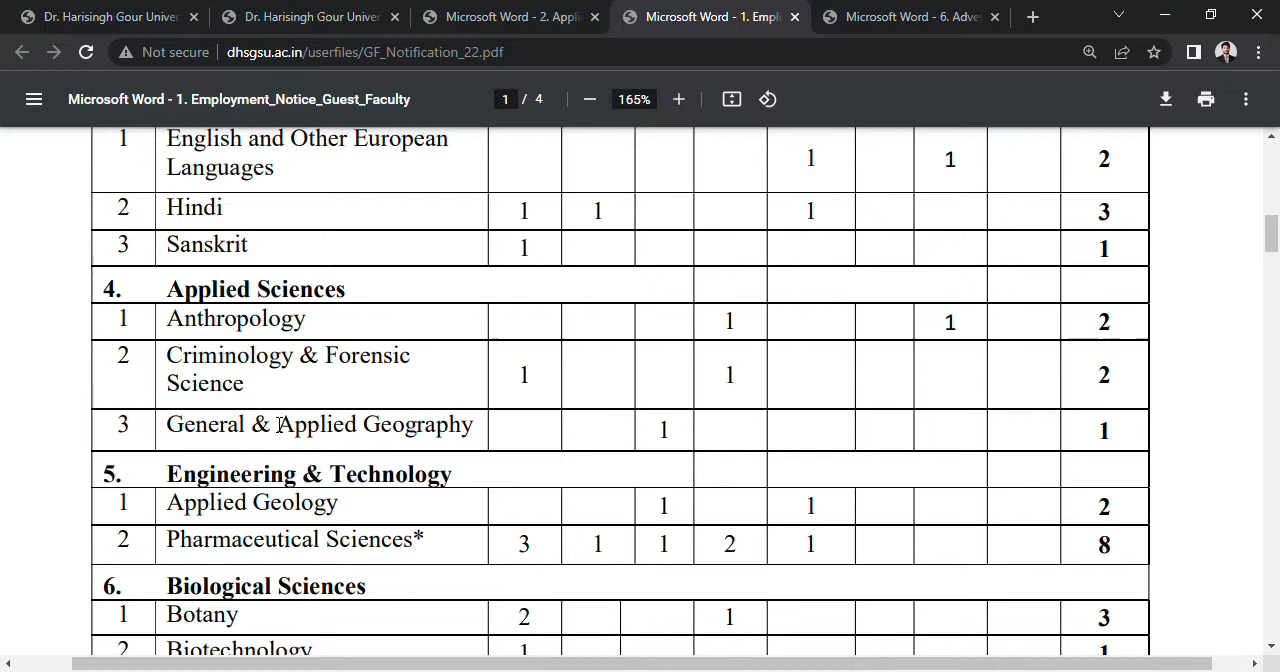 Dr. Harisingh Gour Univer
Dr. Harisingh Gour Univer
Microsoft Word - 2. Appli
Microsoft Word - 1. Empl
Microsoft Word - 6. Adve
Not secure dhsgsu.ac.in/userfiles/GF_Notification_22.pdf
Microsoft Word - 1. Employment_Notice_Guest_Faculty 1 / 4 165%
1 English and Other European Languages 1 1 2
2 Hindi 1 1 1 3
3 Sanskrit 1 1
4. Applied Sciences
1 Anthropology 1 1 2
2 Criminology & Forensic Science 1 1 2
3 General & Applied Geography 1 1
5. Engineering & Technology
1 Applied Geology 1 1 2
2 Pharmaceutical Sciences* 3 1 1 2 1 8
6. Biological Sciences
1 Botany 2 1 3
2 Biotechnology 1 1